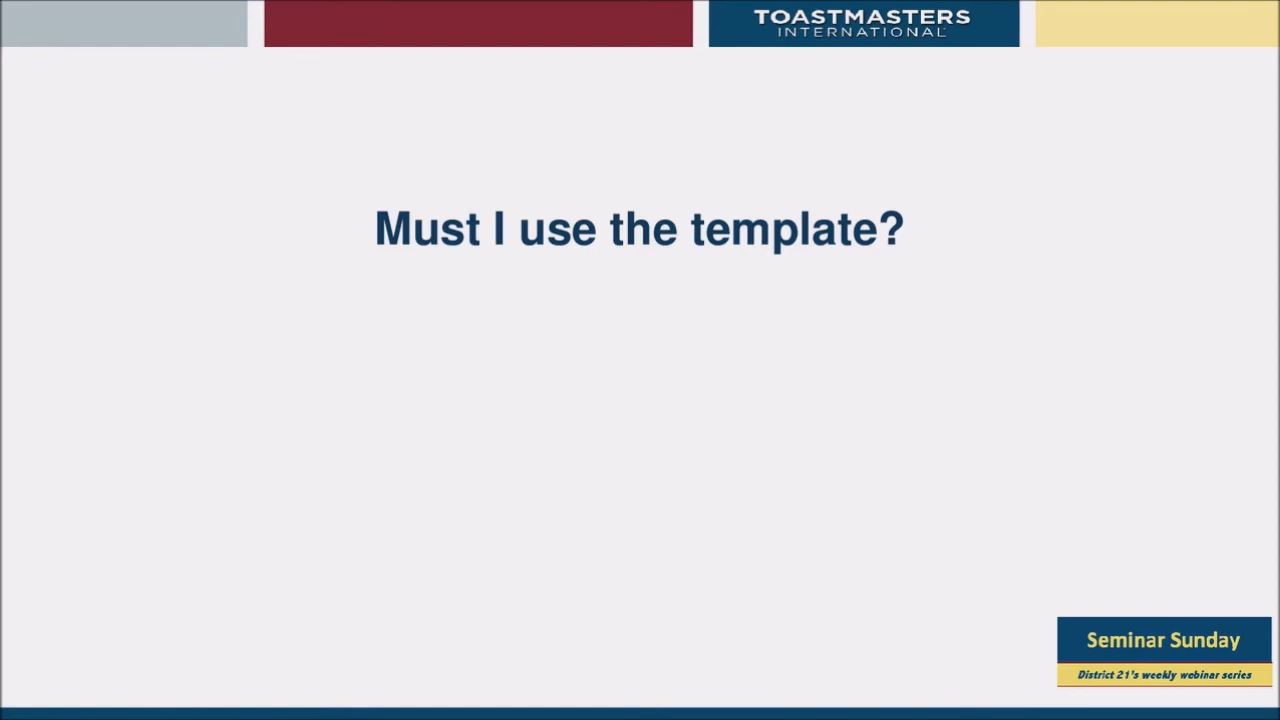 TOASTMASTERS
INTERNATIONAL
Must I use the template?
Seminar Sunday
District 21's weekly webinar series